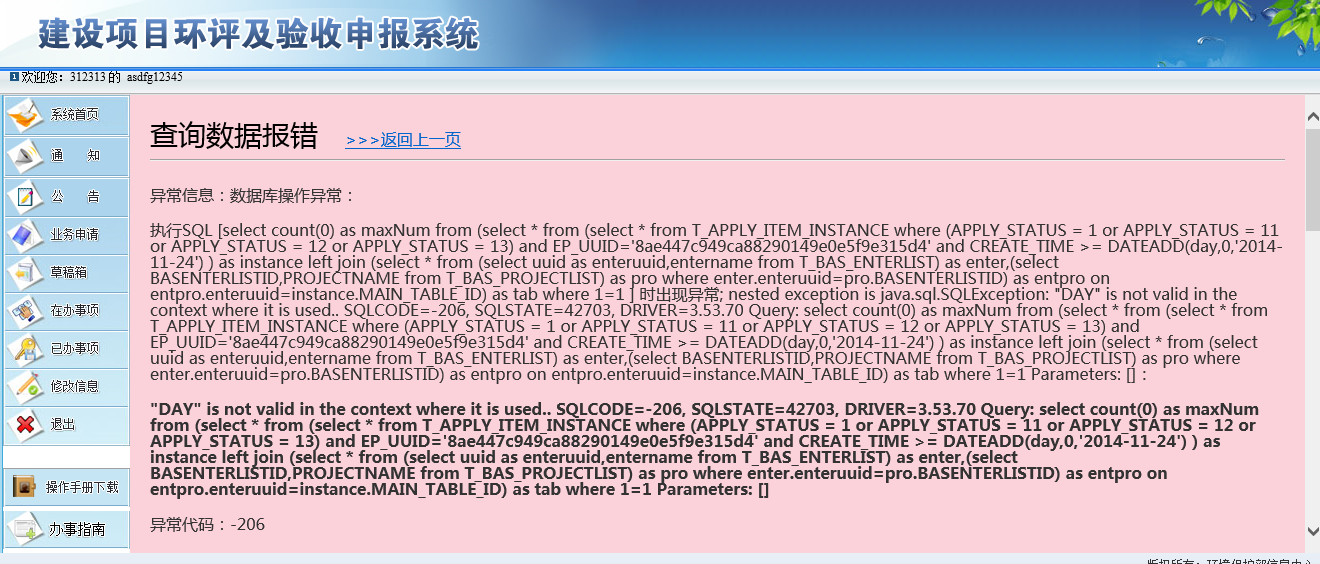 建设项目环评及验收申报系统
欢迎您：312313 的 asdfg12345
系统首页
通 知
公 告
业务申请
草稿箱
在办事项
已办事项
修改信息
退出
操作手册下载
办事指南
查询数据报错 >>>返回上一页
异常信息：数据库操作异常：
执行SQL [select count(0) as maxNum from (select * from (select * from T_APPLY_ITEM_INSTANCE where (APPLY_STATUS = 1 or APPLY_STATUS = 11
or APPLY_STATUS = 12 or APPLY_STATUS = 13) and EP_UUID='8ae447c949ca88290149e0e5f9e315d4' and CREATE_TIME >= DATEADD(day,0,'2014-
11-24') ) as instance left join (select * from (select uuid as enteruuid,entername from T_BAS_ENTERLIST) as enter,(select
BASENTERLISTID,PROJECTNAME from T_BAS_PROJECTLIST) as pro where enter.enteruuid=pro.BASENTERLISTID) as entpro on
entpro.enteruuid=instance.MAIN_TABLE_ID) as tab where 1=1 ] 时出现异常; nested exception is java.sql.SQLException: "DAY" is not valid in the
context where it is used.. SQLCODE=-206, SQLSTATE=42703, DRIVER=3.53.70 Query: select count(0) as maxNum from (select * from (select * from
T_APPLY_ITEM_INSTANCE where (APPLY_STATUS = 1 or APPLY_STATUS = 11 or APPLY_STATUS = 12 or APPLY_STATUS = 13) and
EP_UUID='8ae447c949ca88290149e0e5f9e315d4' and CREATE_TIME >= DATEADD(day,0,'2014-11-24') ) as instance left join (select * from (select
uuid as enteruuid,entername from T_BAS_ENTERLIST) as enter,(select BASENTERLISTID,PROJECTNAME from T_BAS_PROJECTLIST) as pro where
enter.enteruuid=pro.BASENTERLISTID) as entpro on entpro.enteruuid=instance.MAIN_TABLE_ID) as tab where 1=1 Parameters: []：
"DAY" is not valid in the context where it is used.. SQLCODE=-206, SQLSTATE=42703, DRIVER=3.53.70 Query: select count(0) as maxNum
from (select * from (select * from T_APPLY_ITEM_INSTANCE where (APPLY_STATUS = 1 or APPLY_STATUS = 11 or APPLY_STATUS = 12 or
APPLY_STATUS = 13) and EP_UUID='8ae447c949ca88290149e0e5f9e315d4' and CREATE_TIME >= DATEADD(day,0,'2014-11-24') ) as
instance left join (select * from (select uuid as enteruuid,entername from T_BAS_ENTERLIST) as enter,(select
BASENTERLISTID,PROJECTNAME from T_BAS_PROJECTLIST) as pro where enter.enteruuid=pro.BASENTERLISTID) as entpro on
entpro.enteruuid=instance.MAIN_TABLE_ID) as tab where 1=1 Parameters: []
异常代码：-206
版权所有：环境保护部信息中心